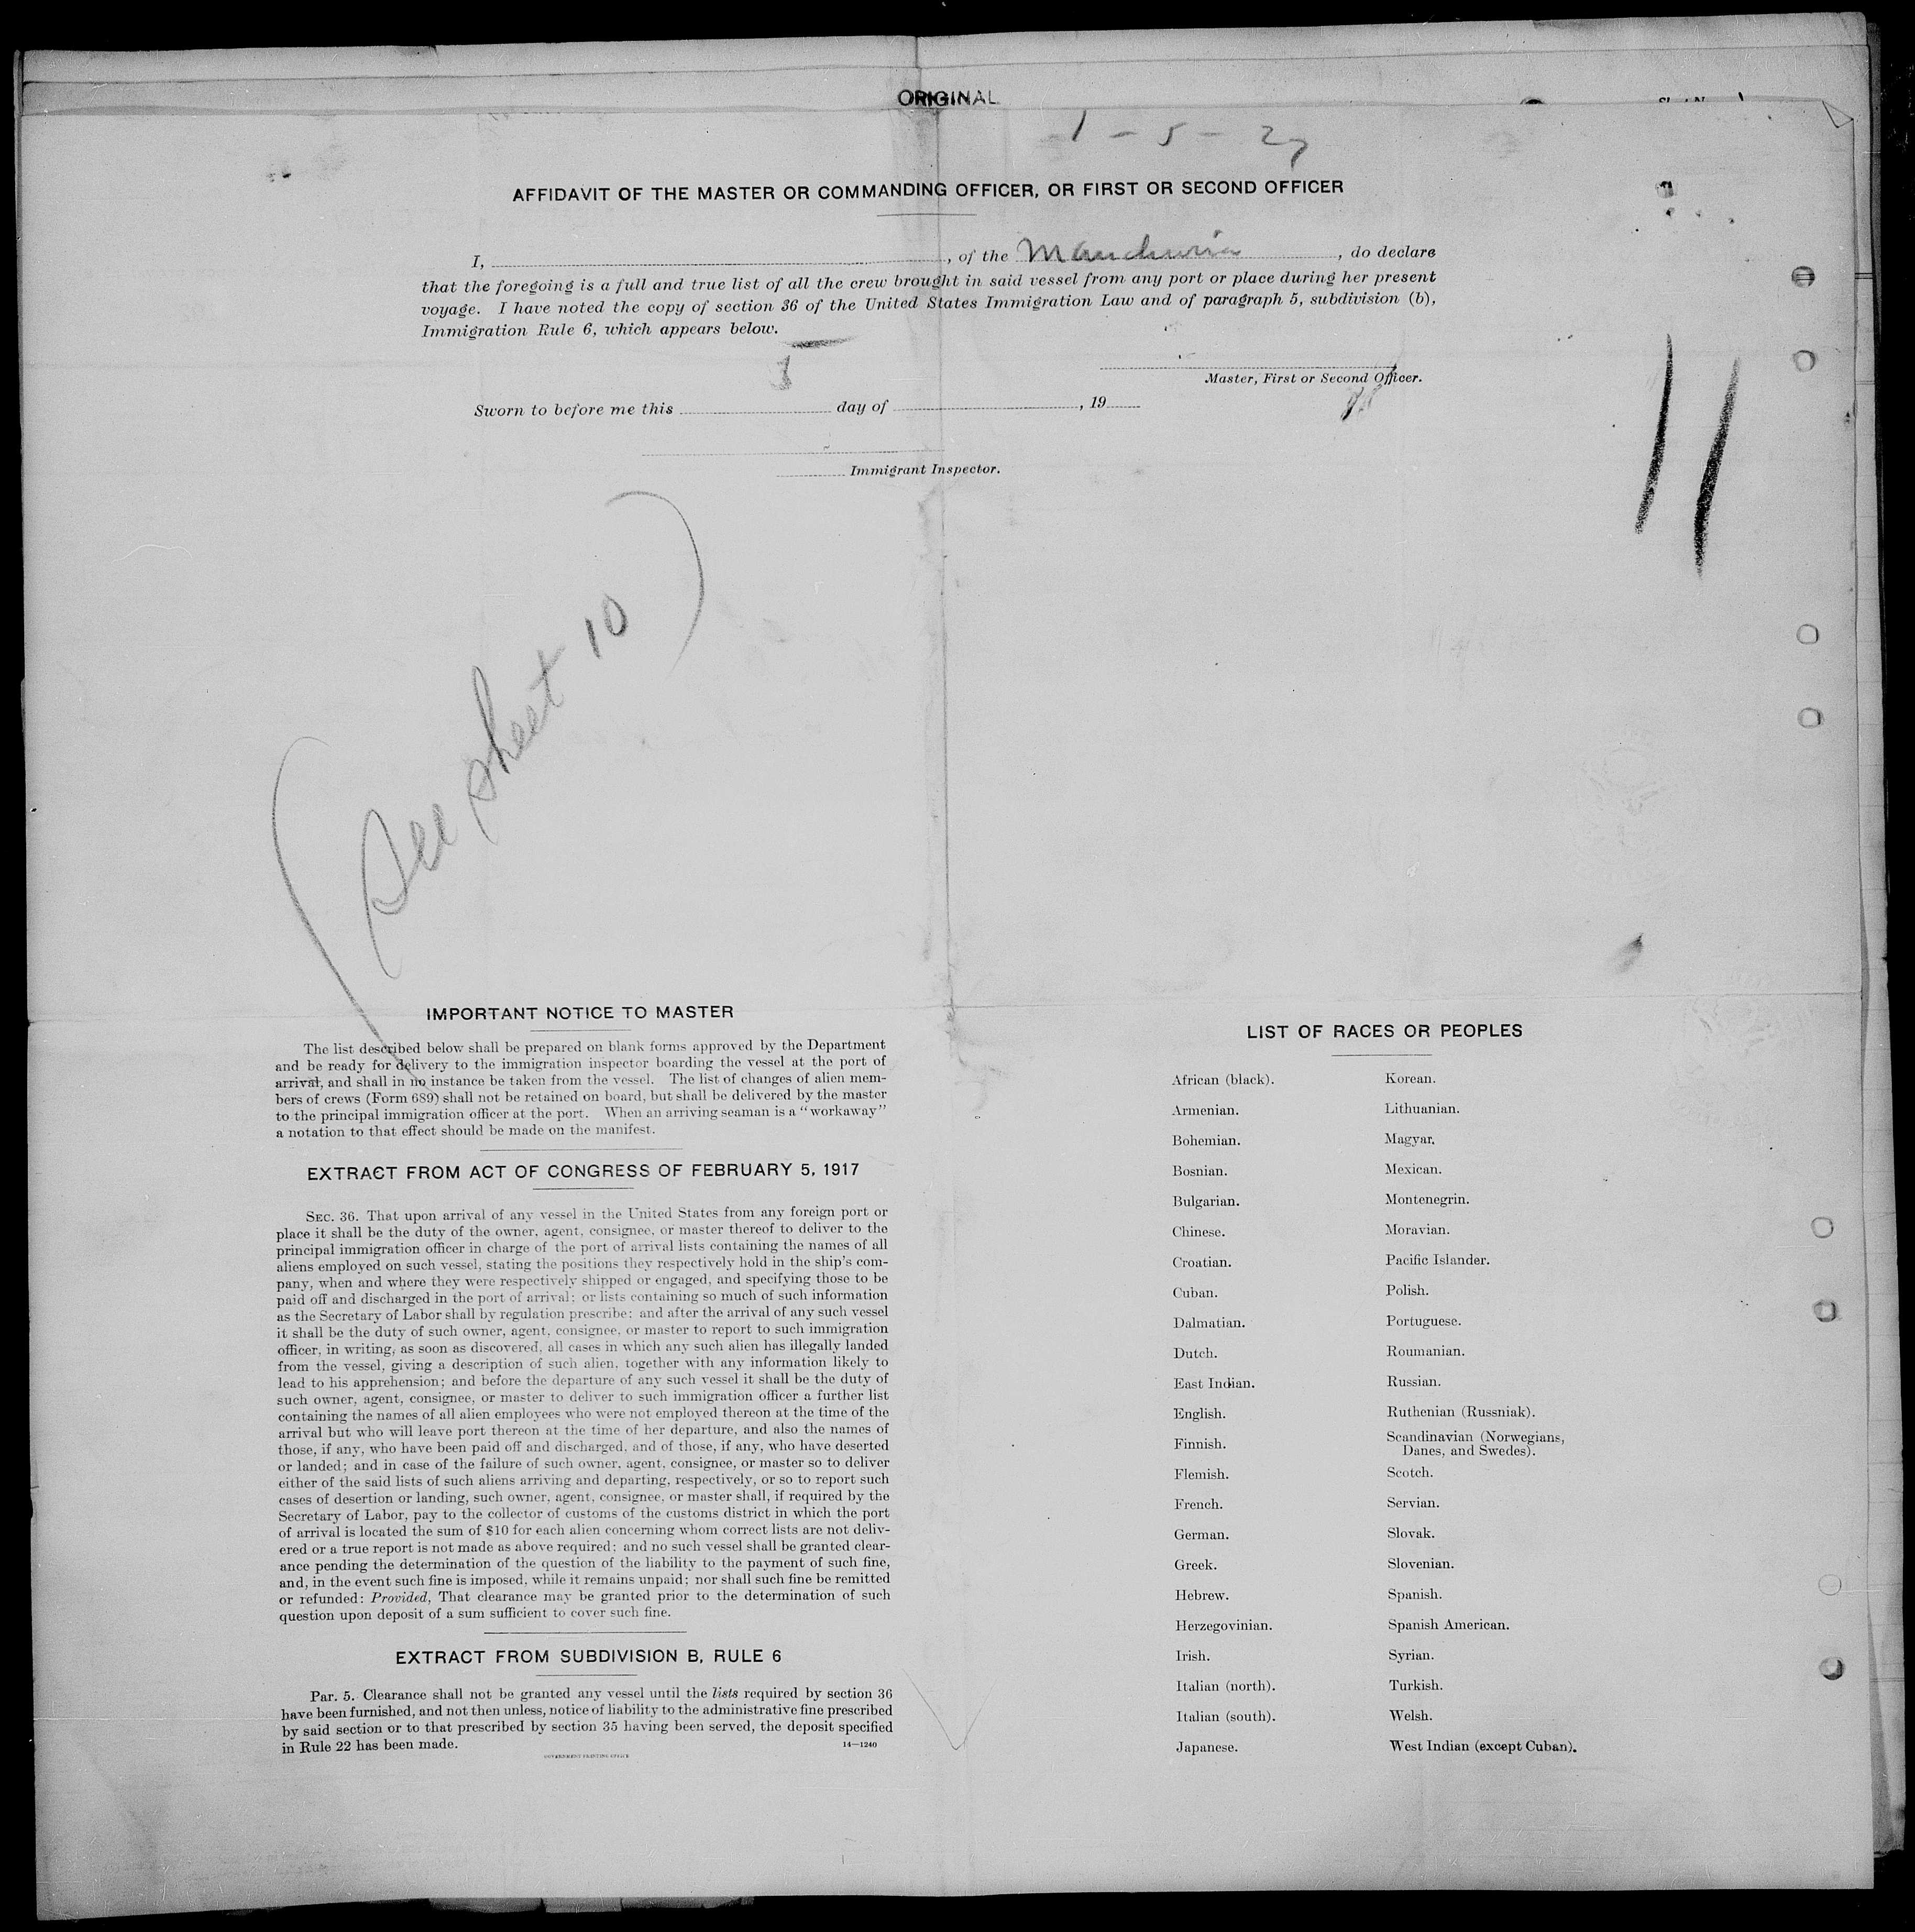 ORIGINAL
1 - 5 - 27
AFFIDAVIT OF THE MASTER OR COMMANDING OFFICER, OR FIRST OR SECOND OFFICER
I, , of the Manchuria , do declare
that the foregoing is a full and true list of all the crew brought in said vessel from any port or place during her present
voyage. I have noted the copy of section 36 of the United States Immigration Law and of paragraph 5, subdivision (b),
Immigration Rule 6, which appears below.
Master, First or Second Officer.
Sworn to before me this day of , 19
Immigrant Inspector.
11
(See sheet 10)
IMPORTANT NOTICE TO MASTER
The list described below shall be prepared on blank forms approved by the Department
and be ready for delivery to the immigration inspector boarding the vessel at the port of
arrival, and shall in no instance be taken from the vessel. The list of changes of alien mem-
bers of crews (Form 689) shall not be retained on board, but shall be delivered by the master
to the principal immigration officer at the port. When an arriving seaman is a "workaway"
a notation to that effect should be made on the manifest.
EXTRACT FROM ACT OF CONGRESS OF FEBRUARY 5, 1917
SEC. 36. That upon arrival of any vessel in the United States from any foreign port or
place it shall be the duty of the owner, agent, consignee, or master thereof to deliver to the
principal immigration officer in charge of the port of arrival lists containing the names of all
aliens employed on such vessel, stating the positions they respectively hold in the ship's com-
pany, when and where they were respectively shipped or engaged, and specifying those to be
paid off and discharged in the port of arrival; or lists containing so much of such information
as the Secretary of Labor shall by regulation prescribe; and after the arrival of any such vessel
it shall be the duty of such owner, agent, consignee, or master to report to such immigration
officer, in writing, as soon as discovered, all cases in which any such alien has illegally landed
from the vessel, giving a description of such alien, together with any information likely to
lead to his apprehension; and before the departure of any such vessel it shall be the duty of
such owner, agent, consignee, or master to deliver to such immigration officer a further list
containing the names of all alien employees who were not employed thereon at the time of the
arrival but who will leave port thereon at the time of her departure, and also the names of
those, if any, who have been paid off and discharged, and of those, if any, who have deserted
or landed; and in case of the failure of such owner, agent, consignee, or master so to deliver
either of the said lists of such aliens arriving and departing, respectively, or so to report such
cases of desertion or landing, such owner, agent, consignee, or master shall, if required by the
Secretary of Labor, pay to the collector of customs of the customs district in which the port
of arrival is located the sum of $10 for each alien concerning whom correct lists are not deliv-
ered or a true report is not made as above required; and no such vessel shall be granted clear-
ance pending the determination of the question of the liability to the payment of such fine,
and, in the event such fine is imposed, while it remains unpaid; nor shall such fine be remitted
or refunded: Provided, That clearance may be granted prior to the determination of such
question upon deposit of a sum sufficient to cover such fine.
EXTRACT FROM SUBDIVISION B, RULE 6
Par. 5. Clearance shall not be granted any vessel until the lists required by section 36
have been furnished, and not then unless, notice of liability to the administrative fine prescribed
by said section or to that prescribed by section 35 having been served, the deposit specified
in Rule 22 has been made.
14—1240
GOVERNMENT PRINTING OFFICE
LIST OF RACES OR PEOPLES
African (black).
Armenian.
Bohemian.
Bosnian.
Bulgarian.
Chinese.
Croatian.
Cuban.
Dalmatian.
Dutch.
East Indian.
English.
Finnish.
Flemish.
French.
German.
Greek.
Hebrew.
Herzegovinian.
Irish.
Italian (north).
Italian (south).
Japanese.
Korean.
Lithuanian.
Magyar.
Mexican.
Montenegrin.
Moravian.
Pacific Islander.
Polish.
Portuguese.
Roumanian.
Russian.
Ruthenian (Russniak).
Scandinavian (Norwegians,
Danes, and Swedes).
Scotch.
Servian.
Slovak.
Slovenian.
Spanish.
Spanish American.
Syrian.
Turkish.
Welsh.
West Indian (except Cuban).